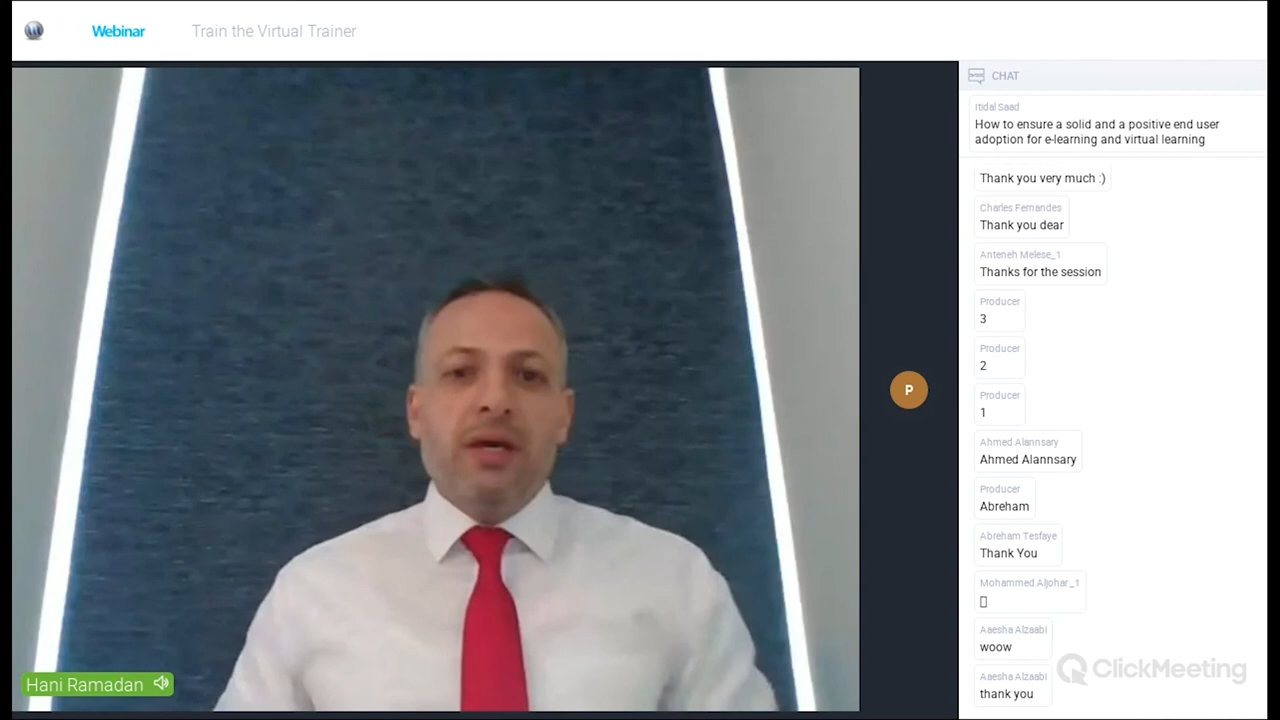 Webinar
Train the Virtual Trainer
CHAT
Itidal Saad
How to ensure a solid and a positive end user
adoption for e-learning and virtual learning
Thank you very much :)
Charles Fernandes
Thank you dear
Anteneh Melese_1
Thanks for the session
Producer
3
Producer
2
Producer
1
Ahmed Alannsary
Ahmed Alannsary
Producer
Abreham
Abreham Tesfaye
Thank You
Mohammed Aljohar_1
Aaesha Alzaabi
woow
Aaesha Alzaabi
thank you
ClickMeeting
P
Hani Ramadan